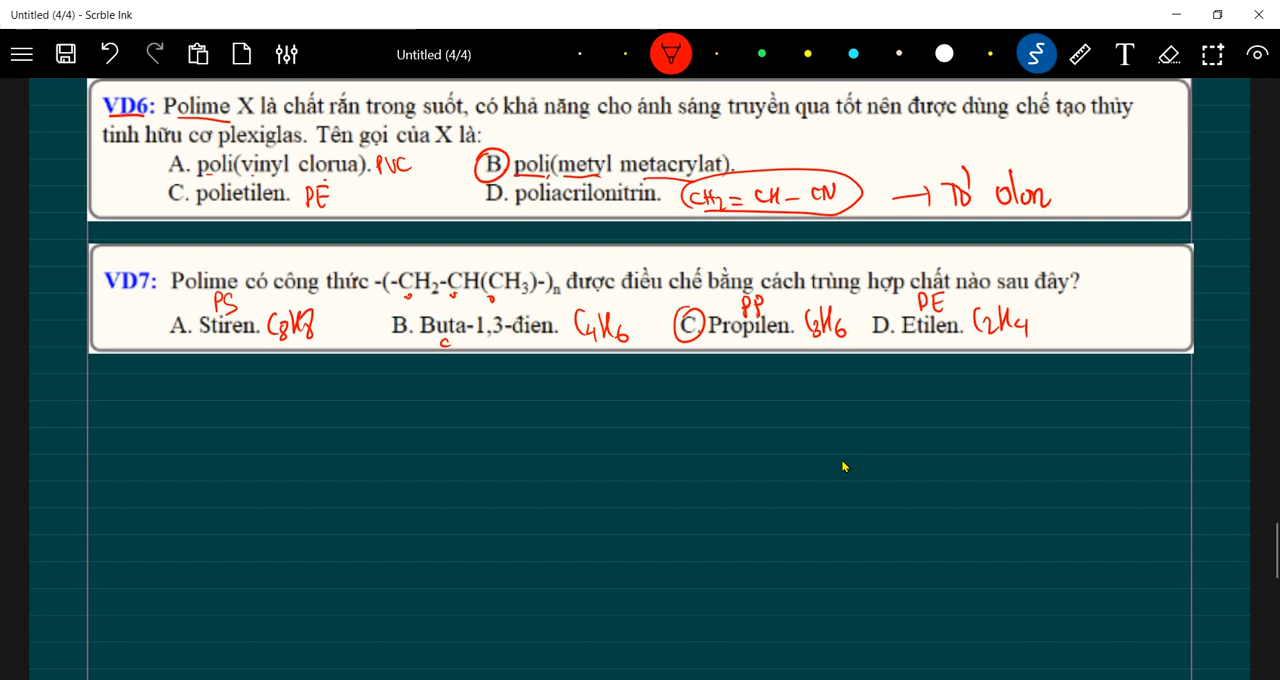 Untitled (4/4) - Scrble Ink
Untitled (4/4)
T
VD6: Polime X là chất rắn trong suốt, có khả năng cho ánh sáng truyền qua tốt nên được dùng chế tạo thủy
tinh hữu cơ plexiglas. Tên gọi của X là:
A. poli(vinyl clorua). PVC B. poli(metyl metacrylat).
C. polietilen. PE D. poliacrilonitrin. CH2 = CH - CN → Tơ olon
VD7: Polime có công thức -(-CH2-CH(CH3)-)n được điều chế bằng cách trùng hợp chất nào sau đây?
PS PP PE
A. Stiren. C8H8 B. Buta-1,3-đien. C4H6 C. Propilen. C3H6 D. Etilen. C2H4
C